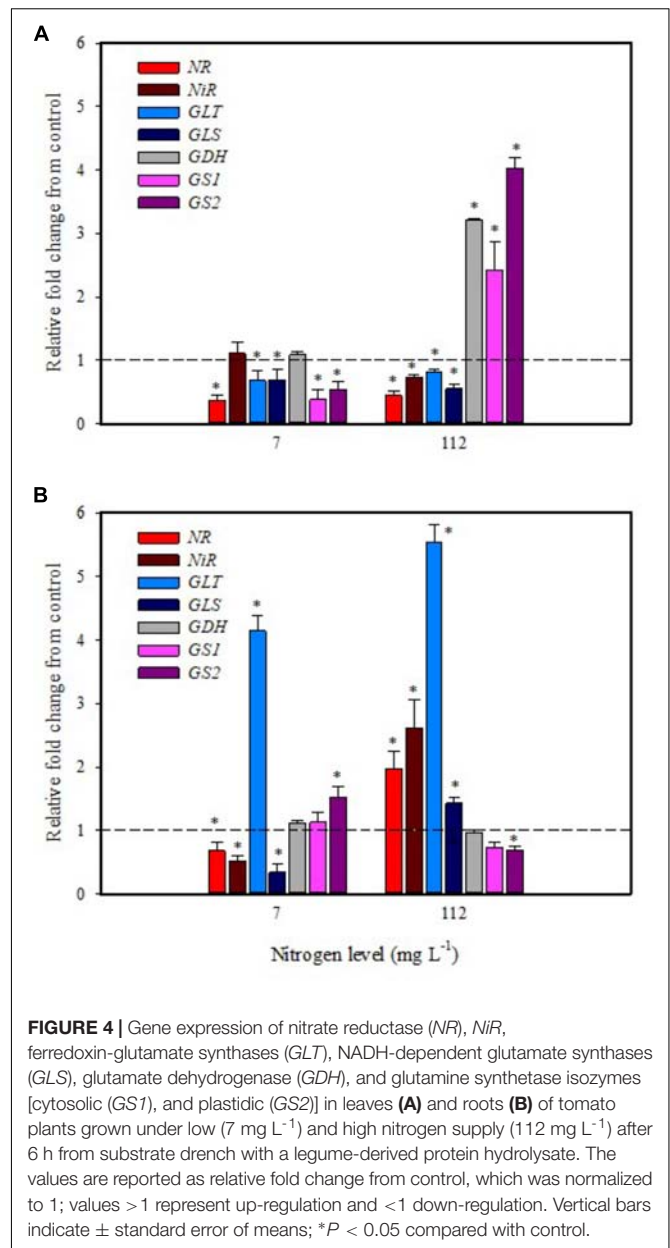 A
Relative fold change from control
6
5
4
3
2
1
0
NR
NiR
GLT
GLS
GDH
GS1
GS2
* * * * * * * * * * * *
7 112
B
Relative fold change from control
6
5
4
3
2
1
0
NR
NiR
GLT
GLS
GDH
GS1
GS2
* * * * * * * * * *
7 112
Nitrogen level (mg L-1)
FIGURE 4 | Gene expression of nitrate reductase (NR), NiR,
ferredoxin-glutamate synthases (GLT), NADH-dependent glutamate synthases
(GLS), glutamate dehydrogenase (GDH), and glutamine synthetase isozymes
[cytosolic (GS1), and plastidic (GS2)] in leaves (A) and roots (B) of tomato
plants grown under low (7 mg L-1) and high nitrogen supply (112 mg L-1) after
6 h from substrate drench with a legume-derived protein hydrolysate. The
values are reported as relative fold change from control, which was normalized
to 1; values >1 represent up-regulation and <1 down-regulation. Vertical bars
indicate ± standard error of means; *P < 0.05 compared with control.